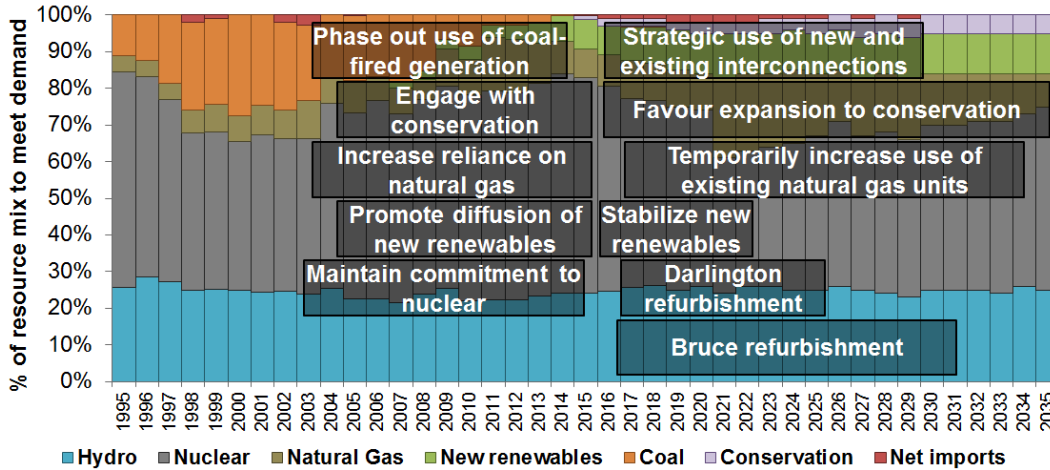 % of resource mix to meet demand
100%
90%
80%
70%
60%
50%
40%
30%
20%
10%
0%
Phase out use of coal-
fired generation
Engage with
conservation
Increase reliance on
natural gas
Promote diffusion of
new renewables
Maintain commitment to
nuclear
Strategic use of new and
existing interconnections
Favour expansion to conservation
Temporarily increase use of
existing natural gas units
Stabilize new
renewables
Darlington
refurbishment
Bruce refurbishment
1995
1996
1997
1998
1999
2000
2001
2002
2003
2004
2005
2006
2007
2008
2009
2010
2011
2012
2013
2014
2015
2016
2017
2018
2019
2020
2021
2022
2023
2024
2025
2026
2027
2028
2029
2030
2031
2032
2033
2034
2035
Hydro
Nuclear
Natural Gas
New renewables
Coal
Conservation
Net imports